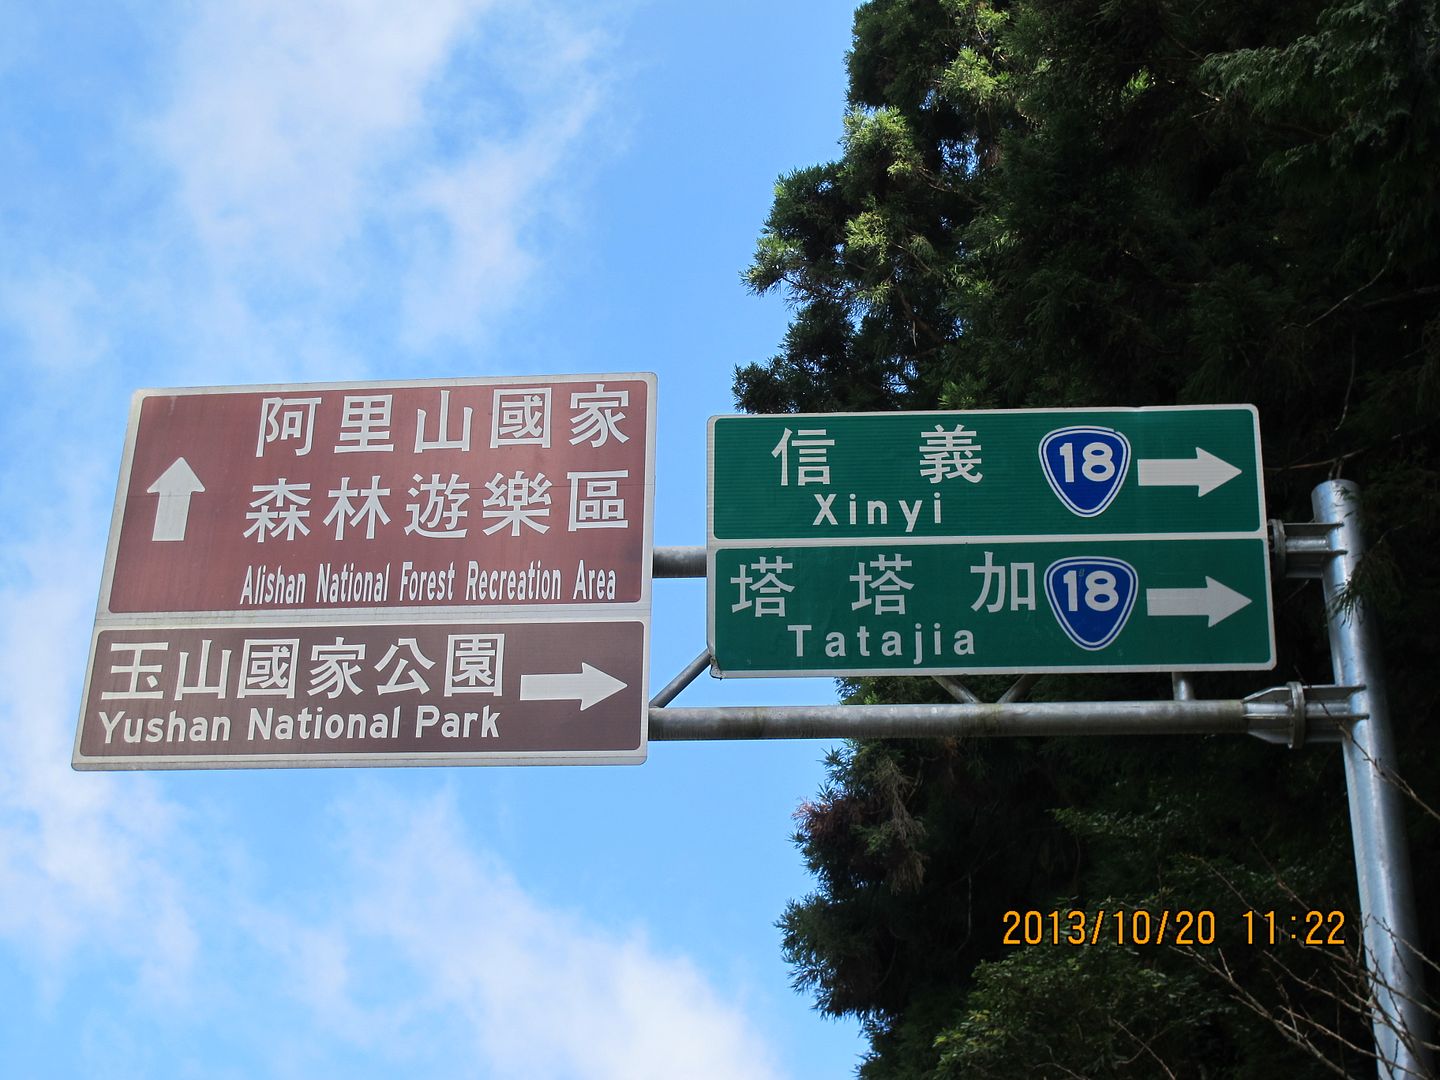 阿里山國家
森林遊樂區
Alishan National Forest Recreation Area
玉山國家公園
Yushan National Park
信義 18
Xinyi
塔塔加 18
Tatajia
2013/10/20 11:22